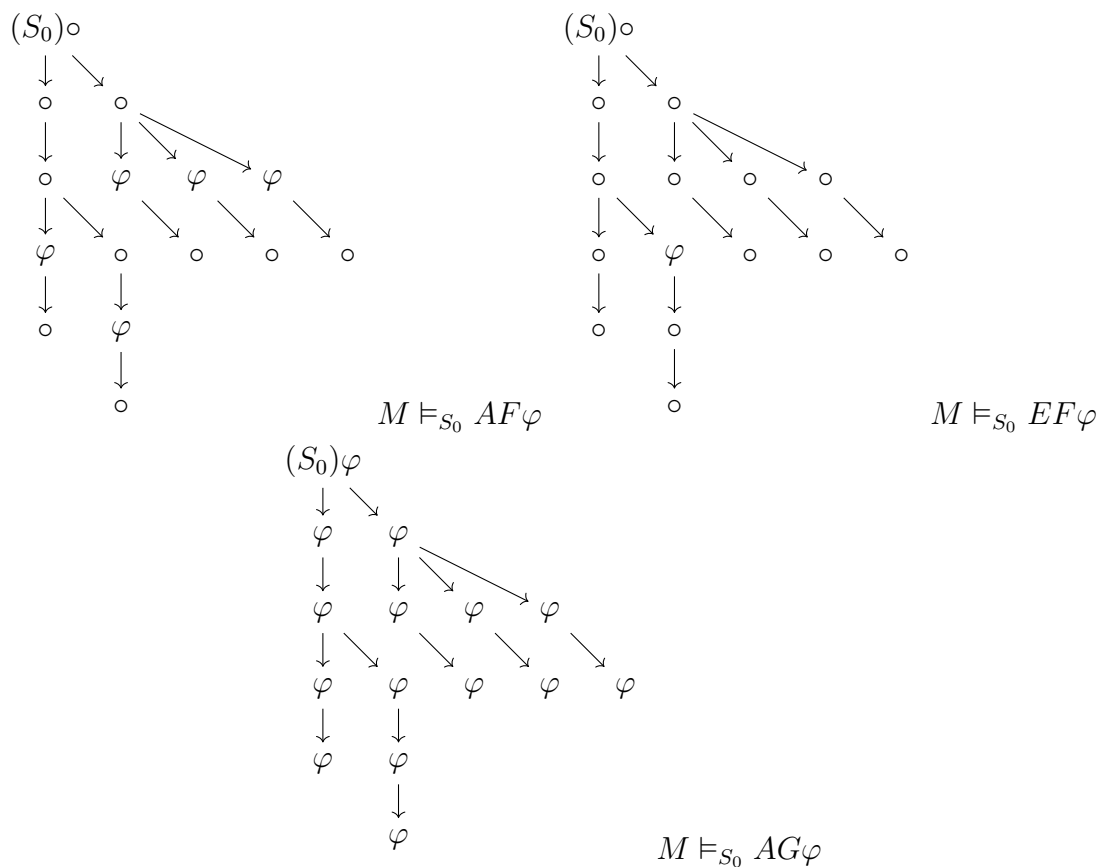 (S₀)∘ (S₀)∘
∘ ∘ ∘ ∘
∘ φ φ φ ∘ ∘ ∘ ∘
φ ∘ ∘ ∘ ∘ ∘ φ ∘ ∘ ∘
∘ φ ∘ ∘
∘ ∘
M ⊨_{S₀} AFφ M ⊨_{S₀} EFφ
(S₀)φ
φ φ
φ φ φ φ
φ φ φ φ φ
φ φ
φ
M ⊨_{S₀} AGφ